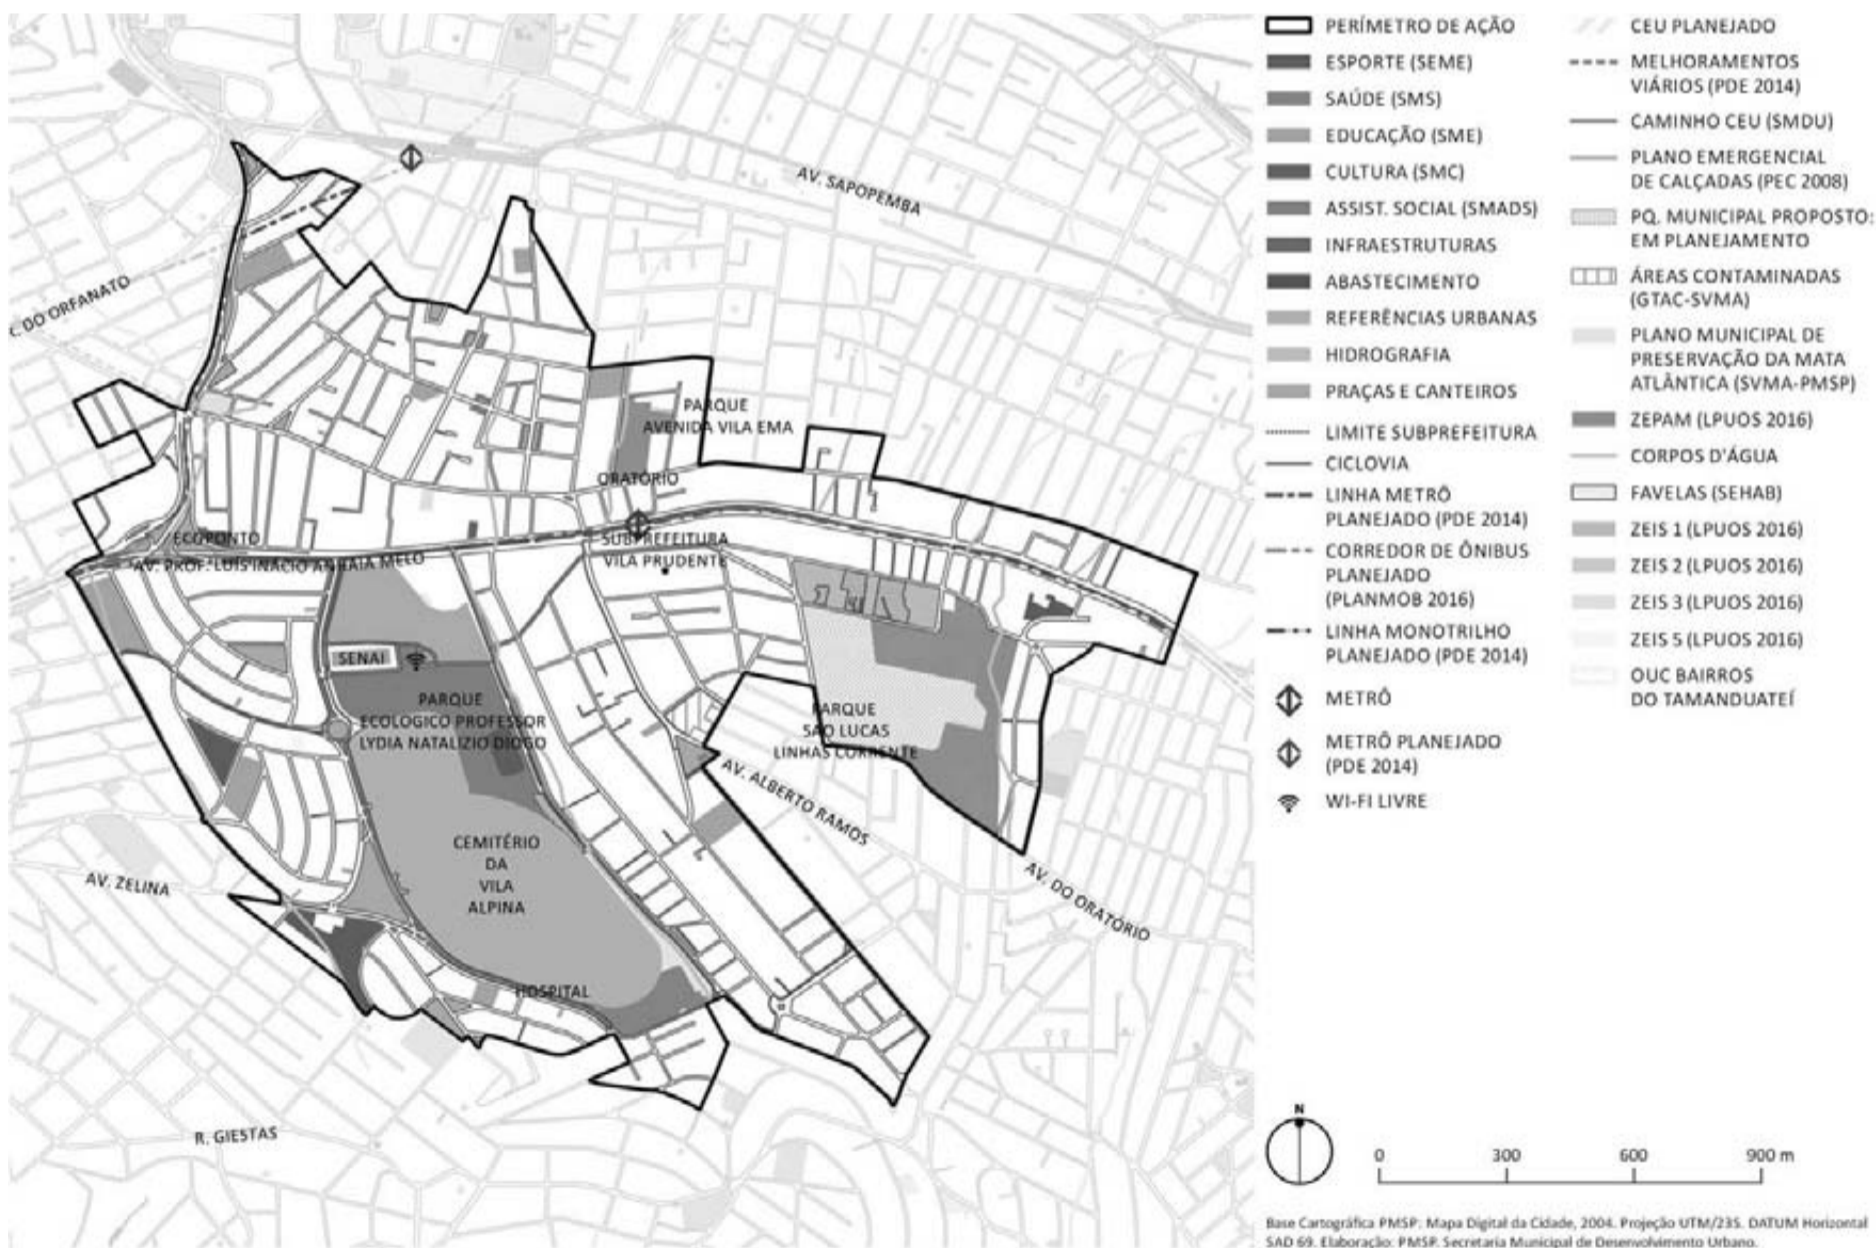 AV. SAPOPEMBA
DO ORFANATO
PARQUE
AVENIDA VILA EMA
ORATÓRIO
ECOPONTO
SUBPREFEITURA
VILA PRUDENTE
AV. PROF. LUÍS INÁCIO ANHAIA MELO
SENAI
PARQUE
ECOLOGICO PROFESSOR
LYDIA NATALIZIO DIOGO
PARQUE
SAO LUCAS
LINHAS CORRENTE
AV. ALBERTO RAMOS
CEMITÉRIO
DA
VILA
ALPINA
AV. ZELINA
AV. DO ORATÓRIO
HOSPITAL
R. GIESTAS
PERÍMETRO DE AÇÃO
ESPORTE (SEME)
SAÚDE (SMS)
EDUCAÇÃO (SME)
CULTURA (SMC)
ASSIST. SOCIAL (SMADS)
INFRAESTRUTURAS
ABASTECIMENTO
REFERÊNCIAS URBANAS
HIDROGRAFIA
PRAÇAS E CANTEIROS
LIMITE SUBPREFEITURA
CICLOVIA
LINHA METRÔ
PLANEJADO (PDE 2014)
CORREDOR DE ÔNIBUS
PLANEJADO
(PLANMOB 2016)
LINHA MONOTRILHO
PLANEJADO (PDE 2014)
METRÔ
METRÔ PLANEJADO
(PDE 2014)
WI-FI LIVRE
CEU PLANEJADO
MELHORAMENTOS
VIÁRIOS (PDE 2014)
CAMINHO CEU (SMDU)
PLANO EMERGENCIAL
DE CALÇADAS (PEC 2008)
PQ. MUNICIPAL PROPOSTO:
EM PLANEJAMENTO
ÁREAS CONTAMINADAS
(GTAC-SVMA)
PLANO MUNICIPAL DE
PRESERVAÇÃO DA MATA
ATLÂNTICA (SVMA-PMSP)
ZEPAM (LPUOS 2016)
CORPOS D'ÁGUA
FAVELAS (SEHAB)
ZEIS 1 (LPUOS 2016)
ZEIS 2 (LPUOS 2016)
ZEIS 3 (LPUOS 2016)
ZEIS 5 (LPUOS 2016)
OUC BAIRROS
DO TAMANDUATEÍ
N
0 300 600 900 m
Base Cartográfica PMSP: Mapa Digital da Cidade, 2004. Projeção UTM/23S. DATUM Horizontal
SAD 69. Elaboração: PMSP. Secretaria Municipal de Desenvolvimento Urbano.